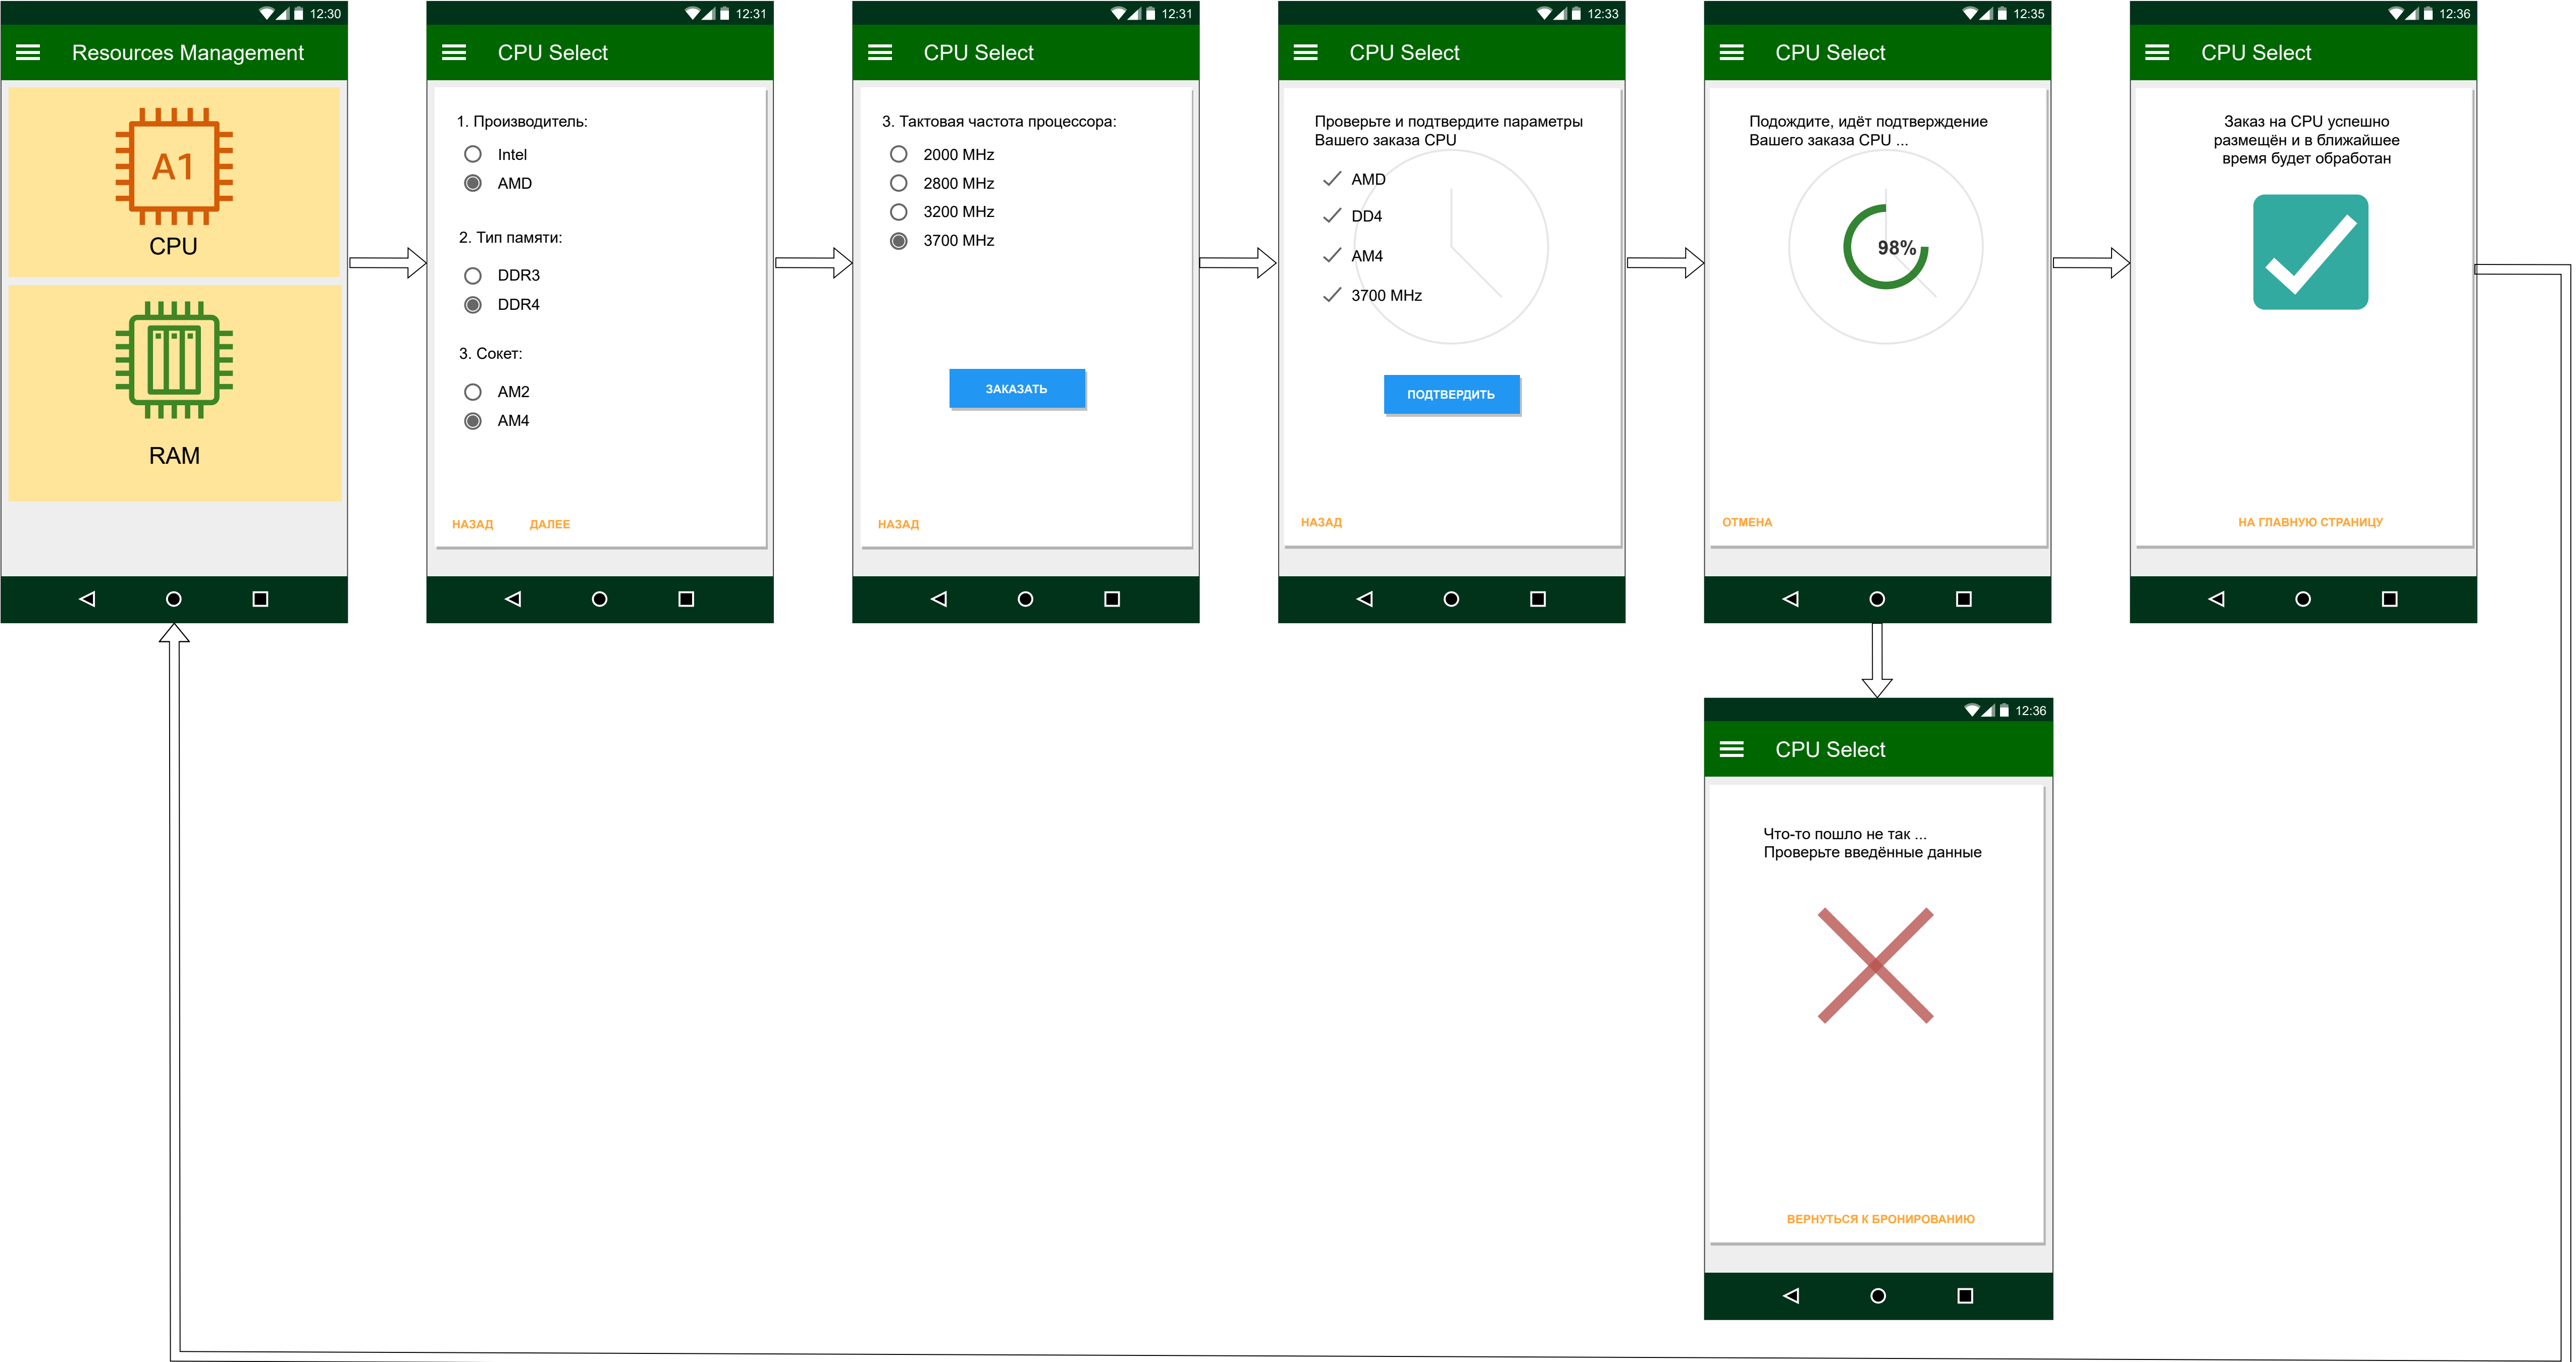 12:30
Resources Management
A1
CPU
RAM
12:31
CPU Select
1. Производитель:
Intel
AMD
2. Тип памяти:
DDR3
DDR4
3. Сокет:
AM2
AM4
НАЗАД ДАЛЕЕ
12:31
CPU Select
3. Тактовая частота процессора:
2000 MHz
2800 MHz
3200 MHz
3700 MHz
ЗАКАЗАТЬ
НАЗАД
12:33
CPU Select
Проверьте и подтвердите параметры
Вашего заказа CPU
AMD
DD4
AM4
3700 MHz
ПОДТВЕРДИТЬ
НАЗАД
12:35
CPU Select
Подождите, идёт подтверждение
Вашего заказа CPU ...
98%
ОТМЕНА
12:36
CPU Select
Заказ на CPU успешно
размещён и в ближайшее
время будет обработан
НА ГЛАВНУЮ СТРАНИЦУ
12:36
CPU Select
Что-то пошло не так ...
Проверьте введённые данные
ВЕРНУТЬСЯ К БРОНИРОВАНИЮ